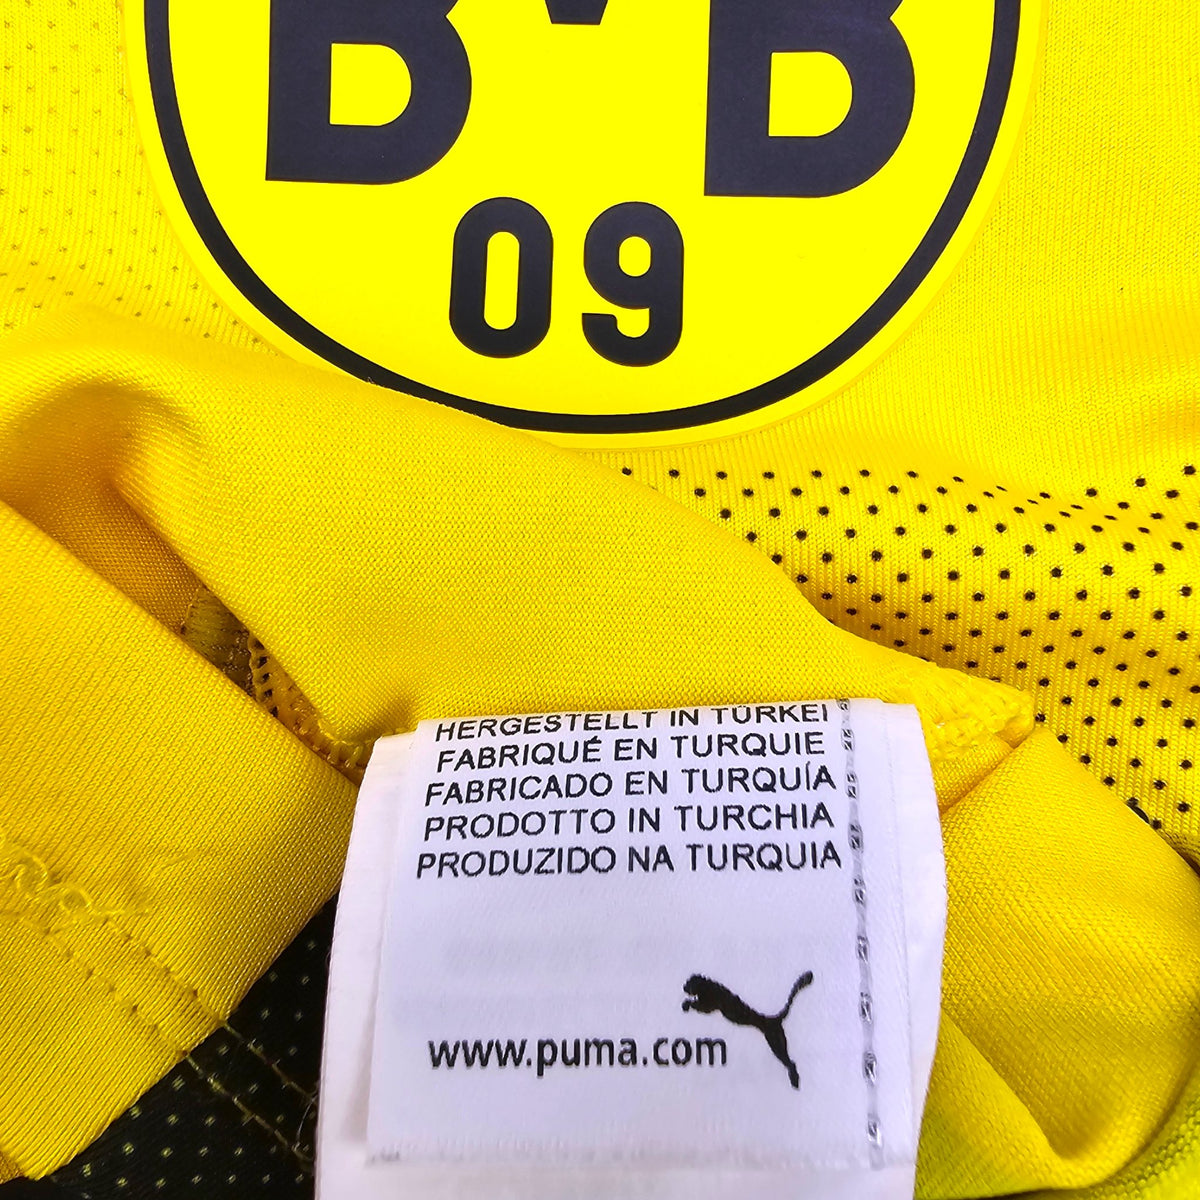 BVB
09
HERGESTELLT IN TÜRKEI
FABRIQUÉ EN TURQUIE
FABRICADO EN TURQUÍA
PRODOTTO IN TURCHIA
PRODUZIDO NA TURQUIA
www.puma.com